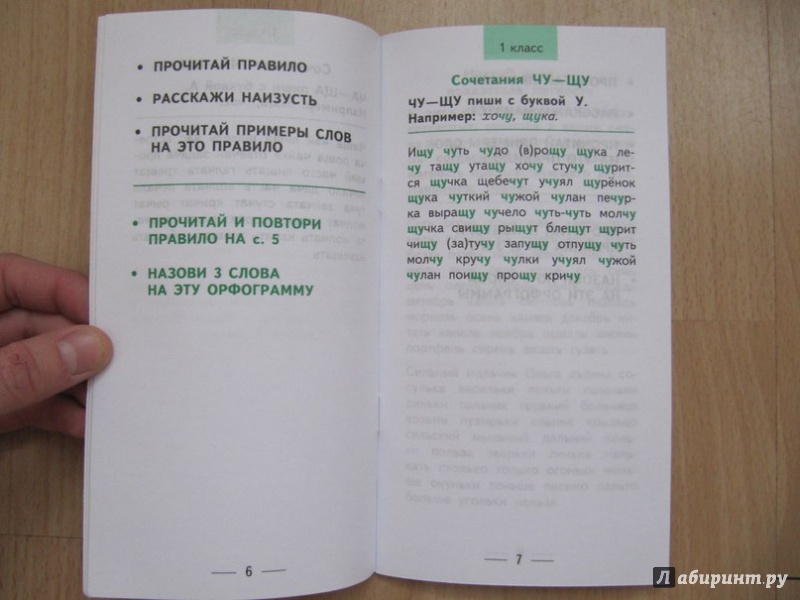 • ПРОЧИТАЙ ПРАВИЛО
• РАССКАЖИ НАИЗУСТЬ
• ПРОЧИТАЙ ПРИМЕРЫ СЛОВ
НА ЭТО ПРАВИЛО
• ПРОЧИТАЙ И ПОВТОРИ
ПРАВИЛО НА с. 5
• НАЗОВИ 3 СЛОВА
НА ЭТУ ОРФОГРАММУ
— 6 —
1 класс
Сочетания ЧУ—ЩУ
ЧУ—ЩУ пиши с буквой У.
Например: хочу, щука.
Ищу чуть чудо (в)рощу щука ле-
чу тащу утащу хочу стучу щурит-
ся щучка щебечут учуял щурёнок
щука чуткий чужой чулан печур-
ка выращу чучело чуть-чуть молчу
щучка свищу рыщут блещут щурит
чищу (за)тучу запущу отпущу чуть
молчу кручу чулки учуял чужой
чулан поищу прощу кричу
— 7 —
Лабиринт.ру